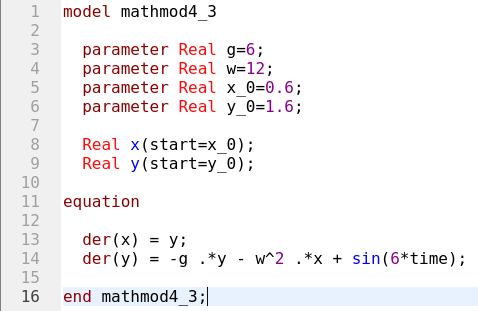 1 model mathmod4_3
2
3 parameter Real g=6;
4 parameter Real w=12;
5 parameter Real x_0=0.6;
6 parameter Real y_0=1.6;
7
8 Real x(start=x_0);
9 Real y(start=y_0);
10
11 equation
12
13 der(x) = y;
14 der(y) = -g .*y - w^2 .*x + sin(6*time);
15
16 end mathmod4_3;